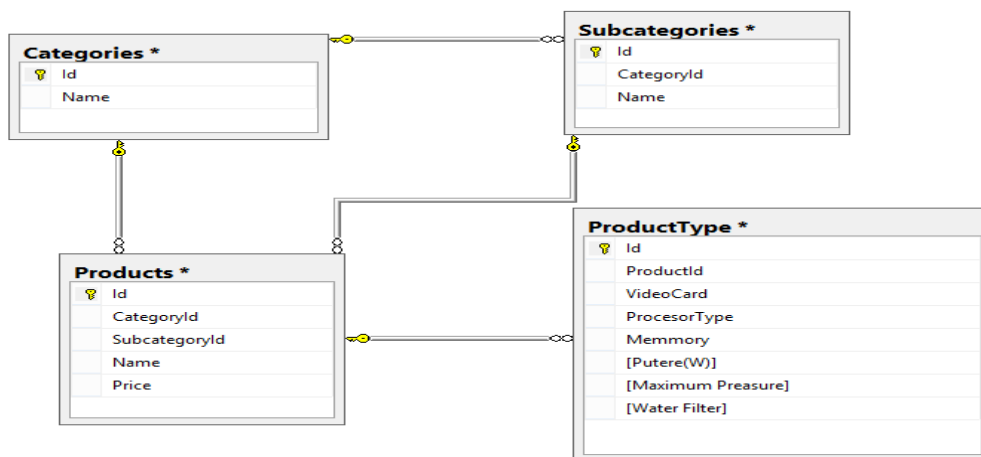 Categories *
Id
Name
Subcategories *
Id
CategoryId
Name
Products *
Id
CategoryId
SubcategoryId
Name
Price
ProductType *
Id
ProductId
VideoCard
ProcesorType
Memmory
[Putere(W)]
[Maximum Preasure]
[Water Filter]